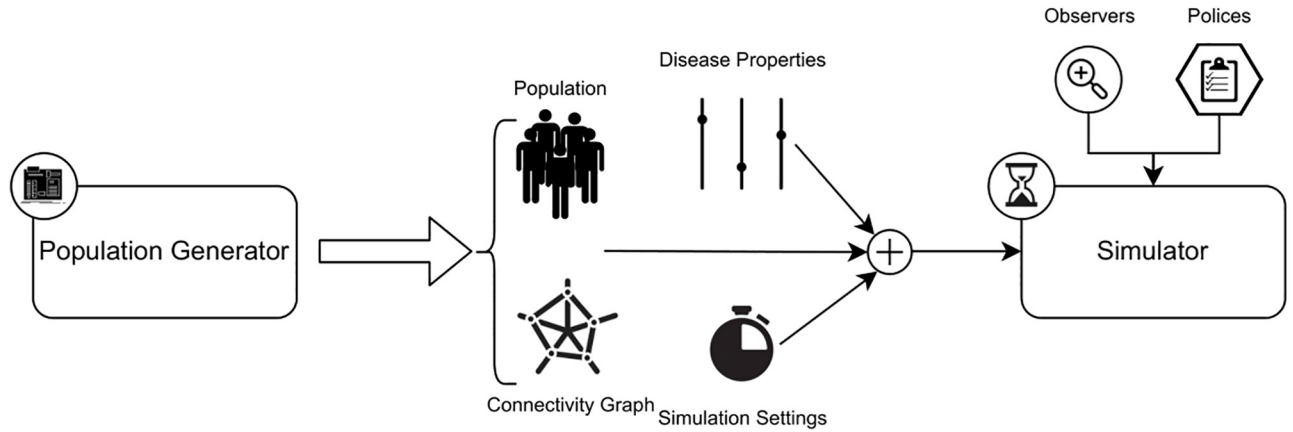 Observers
Polices
Disease Properties
Population
Population Generator
Simulator
Connectivity Graph
Simulation Settings